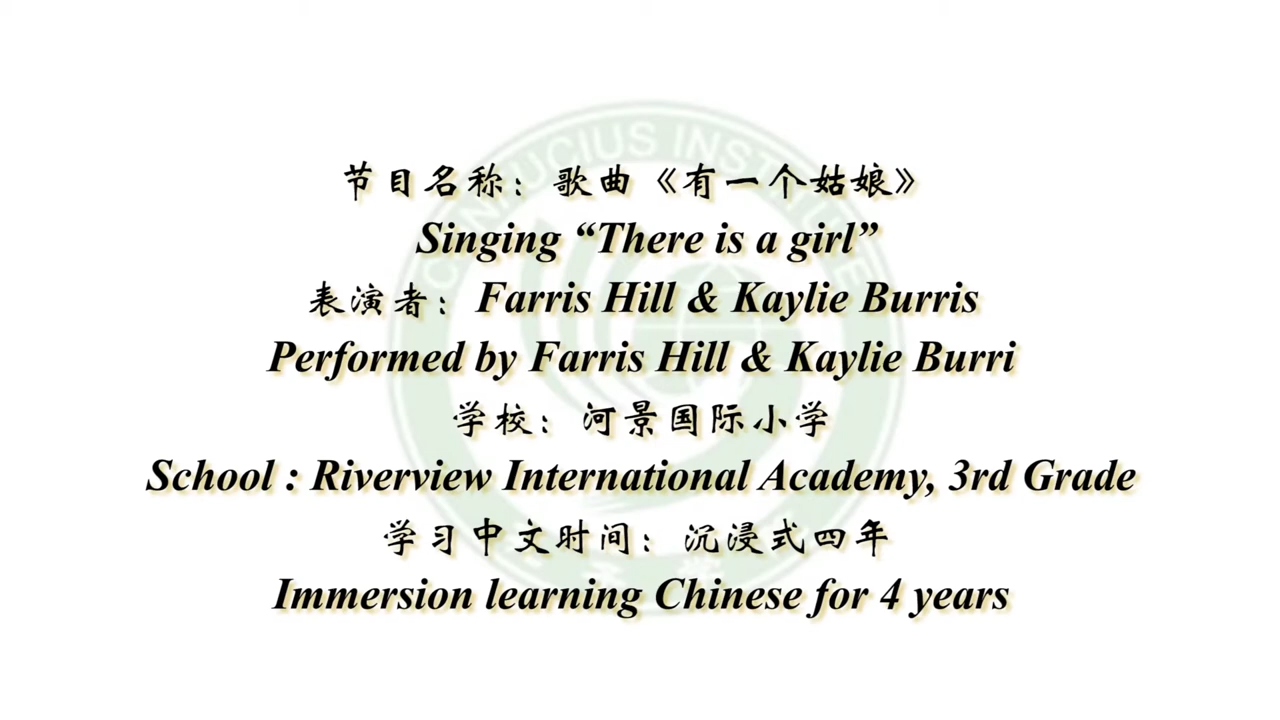 节目名称：歌曲《有一个姑娘》
Singing “There is a girl”
表演者：Farris Hill & Kaylie Burris
Performed by Farris Hill & Kaylie Burri
学校：河景国际小学
School : Riverview International Academy, 3rd Grade
学习中文时间：沉浸式四年
Immersion learning Chinese for 4 years
CONFUCIUS INSTITUTE